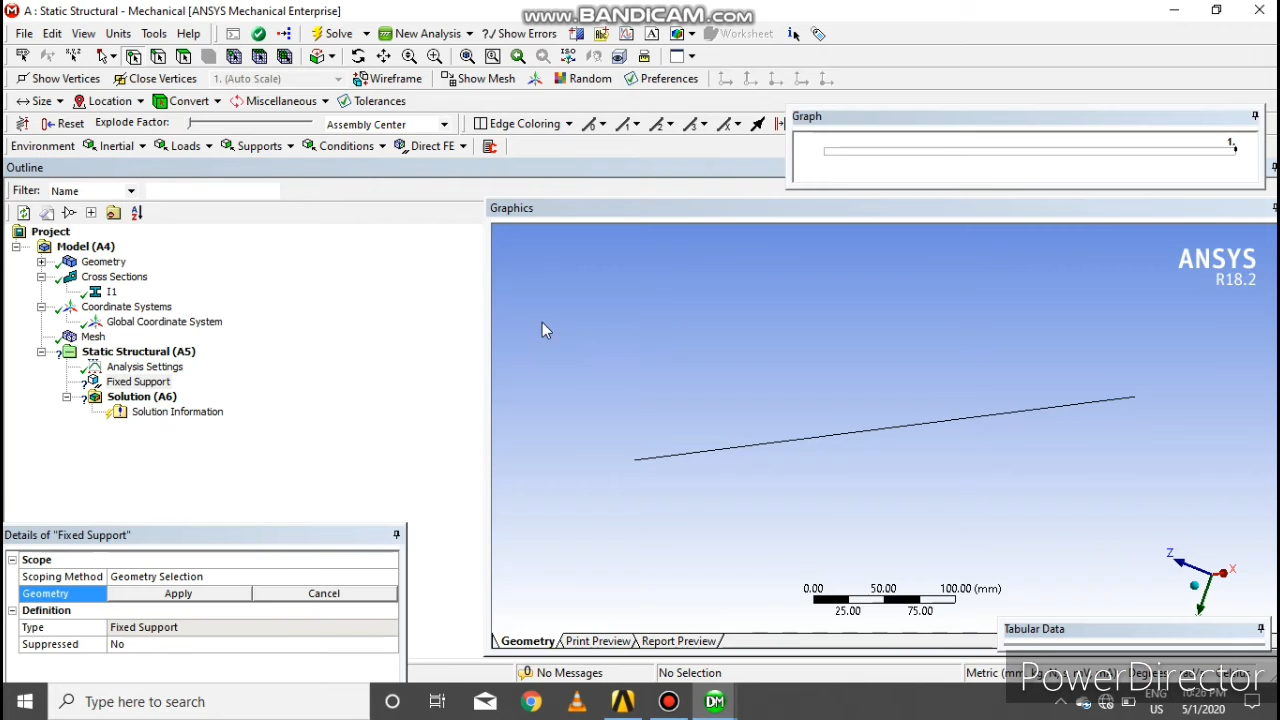 www.BANDICAM.com
A : Static Structural - Mechanical [ANSYS Mechanical Enterprise]
File Edit View Units Tools Help Solve New Analysis ?/ Show Errors Worksheet
Show Vertices Close Vertices 1. (Auto Scale) Wireframe Show Mesh Random Preferences
Size Location Convert Miscellaneous Tolerances
Reset Explode Factor: Assembly Center Edge Coloring
Environment Inertial Loads Supports Conditions Direct FE
Graph
1.
Outline
Filter: Name
Graphics
Project
Model (A4)
Geometry
Cross Sections
I1
Coordinate Systems
Global Coordinate System
Mesh
Static Structural (A5)
Analysis Settings
Fixed Support
Solution (A6)
Solution Information
ANSYS
R18.2
Z
X
0.00 50.00 100.00 (mm)
25.00 75.00
Details of "Fixed Support"
Scope
Scoping Method Geometry Selection
Geometry Apply Cancel
Definition
Type Fixed Support
Suppressed No
Geometry Print Preview Report Preview
Tabular Data
0 No Messages No Selection
PowerDirector
Type here to search
DM
ENG
US
10:26 PM
5/1/2020